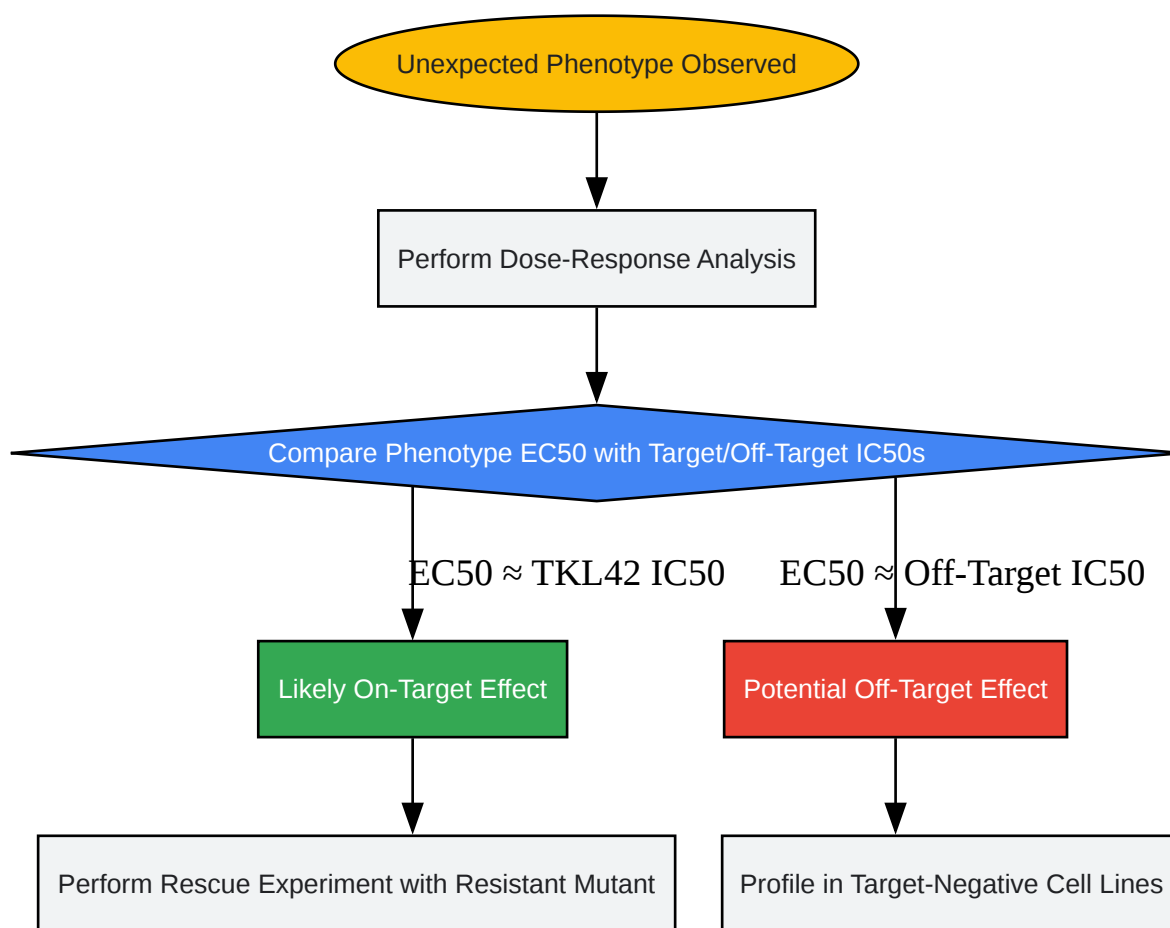 Unexpected Phenotype Observed
Perform Dose-Response Analysis
Compare Phenotype EC50 with Target/Off-Target IC50s
EC50 ≈ TKL42 IC50
EC50 ≈ Off-Target IC50
Likely On-Target Effect
Potential Off-Target Effect
Perform Rescue Experiment with Resistant Mutant
Profile in Target-Negative Cell Lines